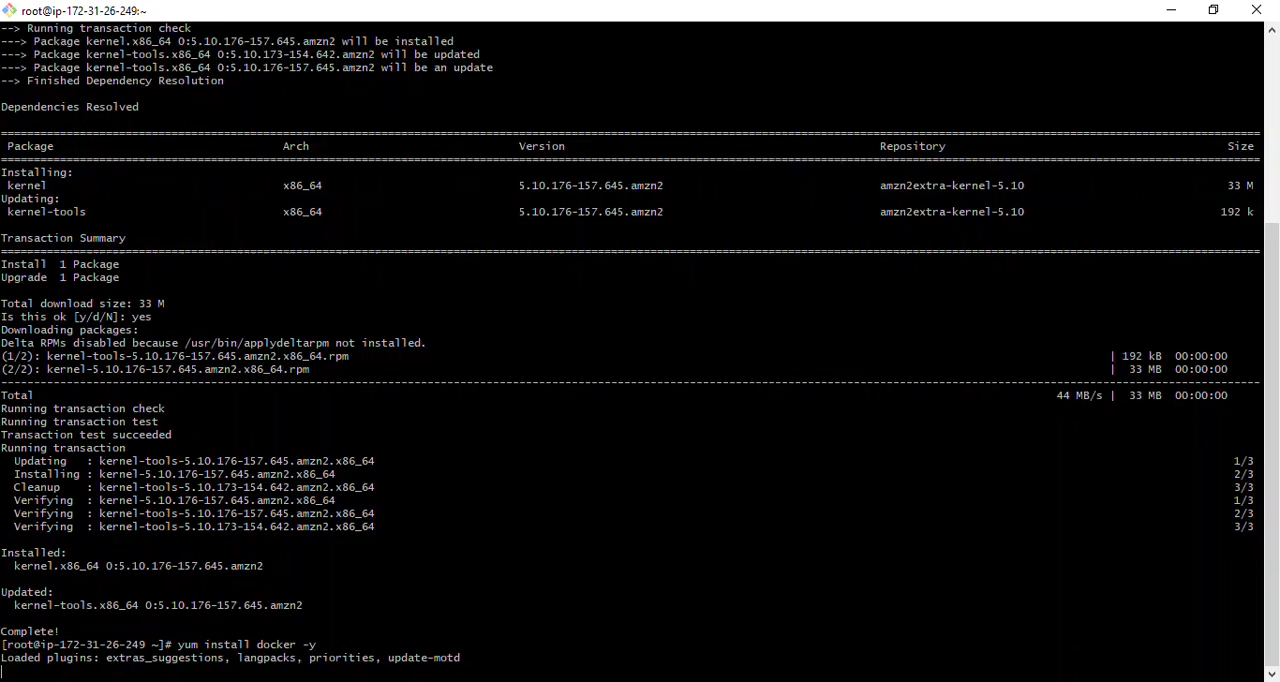 root@ip-172-31-26-249:~
--> Running transaction check
---> Package kernel.x86_64 0:5.10.176-157.645.amzn2 will be installed
---> Package kernel-tools.x86_64 0:5.10.173-154.642.amzn2 will be updated
---> Package kernel-tools.x86_64 0:5.10.176-157.645.amzn2 will be an update
--> Finished Dependency Resolution
Dependencies Resolved
================================================================================
Package Arch Version Repository Size
================================================================================
Installing:
kernel x86_64 5.10.176-157.645.amzn2 amzn2extra-kernel-5.10 33 M
Updating:
kernel-tools x86_64 5.10.176-157.645.amzn2 amzn2extra-kernel-5.10 192 k
Transaction Summary
================================================================================
Install 1 Package
Upgrade 1 Package
Total download size: 33 M
Is this ok [y/d/N]: yes
Downloading packages:
Delta RPMs disabled because /usr/bin/applydeltarpm not installed.
(1/2): kernel-tools-5.10.176-157.645.amzn2.x86_64.rpm | 192 kB 00:00:00
(2/2): kernel-5.10.176-157.645.amzn2.x86_64.rpm | 33 MB 00:00:00
--------------------------------------------------------------------------------
Total 44 MB/s | 33 MB 00:00:00
Running transaction check
Running transaction test
Transaction test succeeded
Running transaction
Updating : kernel-tools-5.10.176-157.645.amzn2.x86_64 1/3
Installing : kernel-5.10.176-157.645.amzn2.x86_64 2/3
Cleanup : kernel-tools-5.10.173-154.642.amzn2.x86_64 3/3
Verifying : kernel-5.10.176-157.645.amzn2.x86_64 1/3
Verifying : kernel-tools-5.10.176-157.645.amzn2.x86_64 2/3
Verifying : kernel-tools-5.10.173-154.642.amzn2.x86_64 3/3
Installed:
kernel.x86_64 0:5.10.176-157.645.amzn2
Updated:
kernel-tools.x86_64 0:5.10.176-157.645.amzn2
Complete!
[root@ip-172-31-26-249 ~]# yum install docker -y
Loaded plugins: extras_suggestions, langpacks, priorities, update-motd